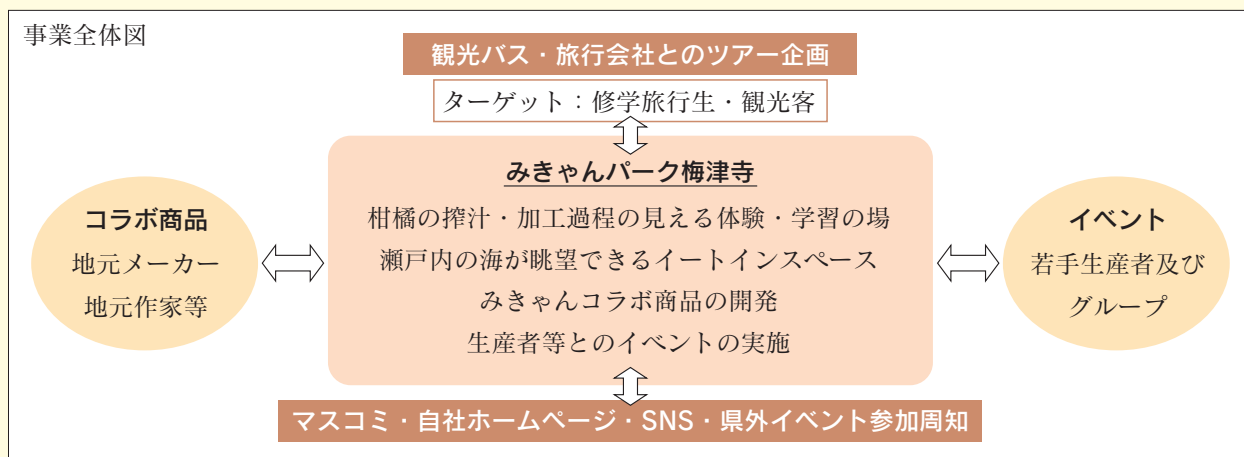 事業全体図
観光バス・旅行会社とのツアー企画
ターゲット：修学旅行生・観光客
みきゃんパーク梅津寺
柑橘の搾汁・加工過程の見える体験・学習の場
瀬戸内の海が眺望できるイートインスペース
みきゃんコラボ商品の開発
生産者等とのイベントの実施
コラボ商品
地元メーカー
地元作家等
イベント
若手生産者及び
グループ
マスコミ・自社ホームページ・SNS・県外イベント参加周知